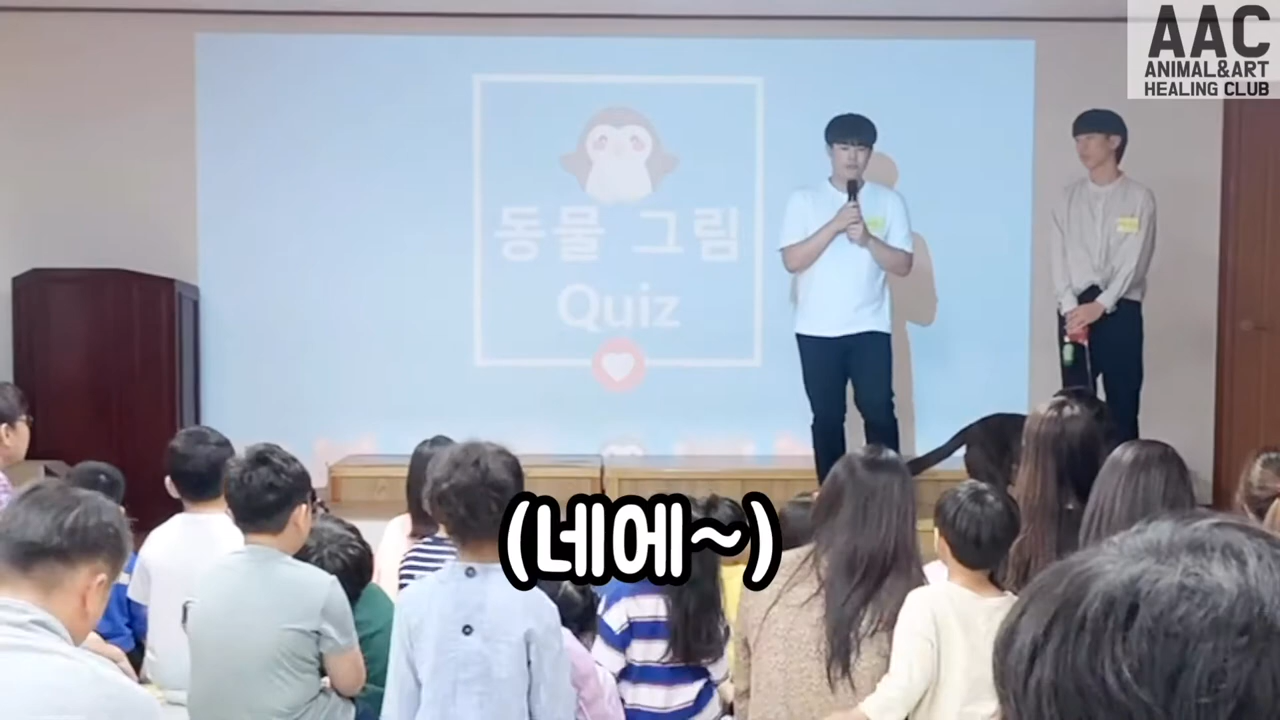 AAC
ANIMAL&ART
HEALING CLUB
동물 그림
Quiz
(네에~)